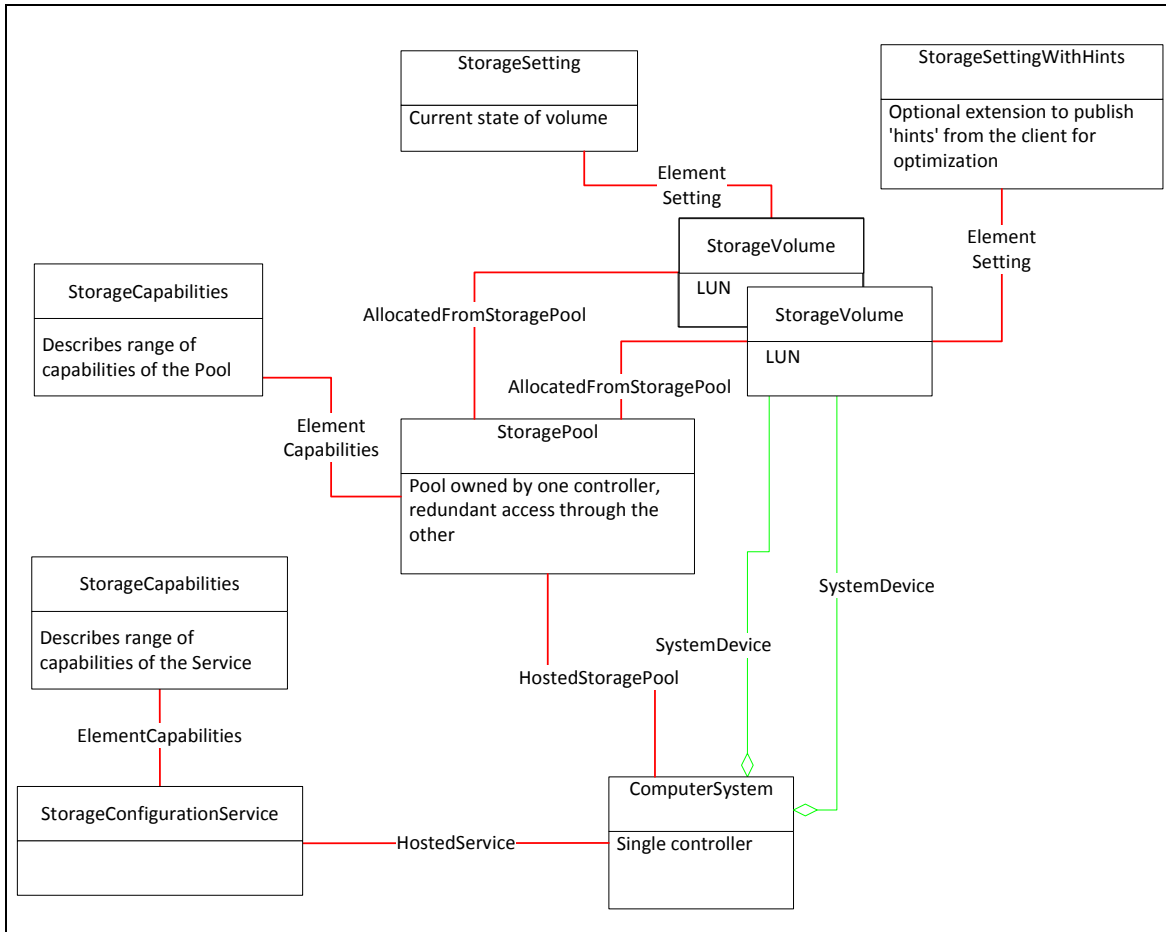 StorageSetting
Current state of volume
StorageSettingWithHints
Optional extension to publish
'hints' from the client for
optimization
Element
Setting
Element
Setting
StorageVolume
LUN
StorageVolume
LUN
StorageCapabilities
Describes range of
capabilities of the Pool
AllocatedFromStoragePool
AllocatedFromStoragePool
Element
Capabilities
StoragePool
Pool owned by one controller,
redundant access through the
other
StorageCapabilities
Describes range of
capabilities of the Service
SystemDevice
SystemDevice
HostedStoragePool
ElementCapabilities
StorageConfigurationService
HostedService
ComputerSystem
Single controller